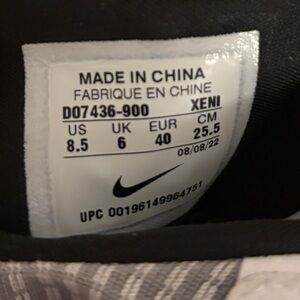 MADE IN CHINA
FABRIQUE EN CHINE
DO7436-900 XENI
US UK EUR CM
8.5 6 40 25.5
08/08/22
UPC 00196149964751